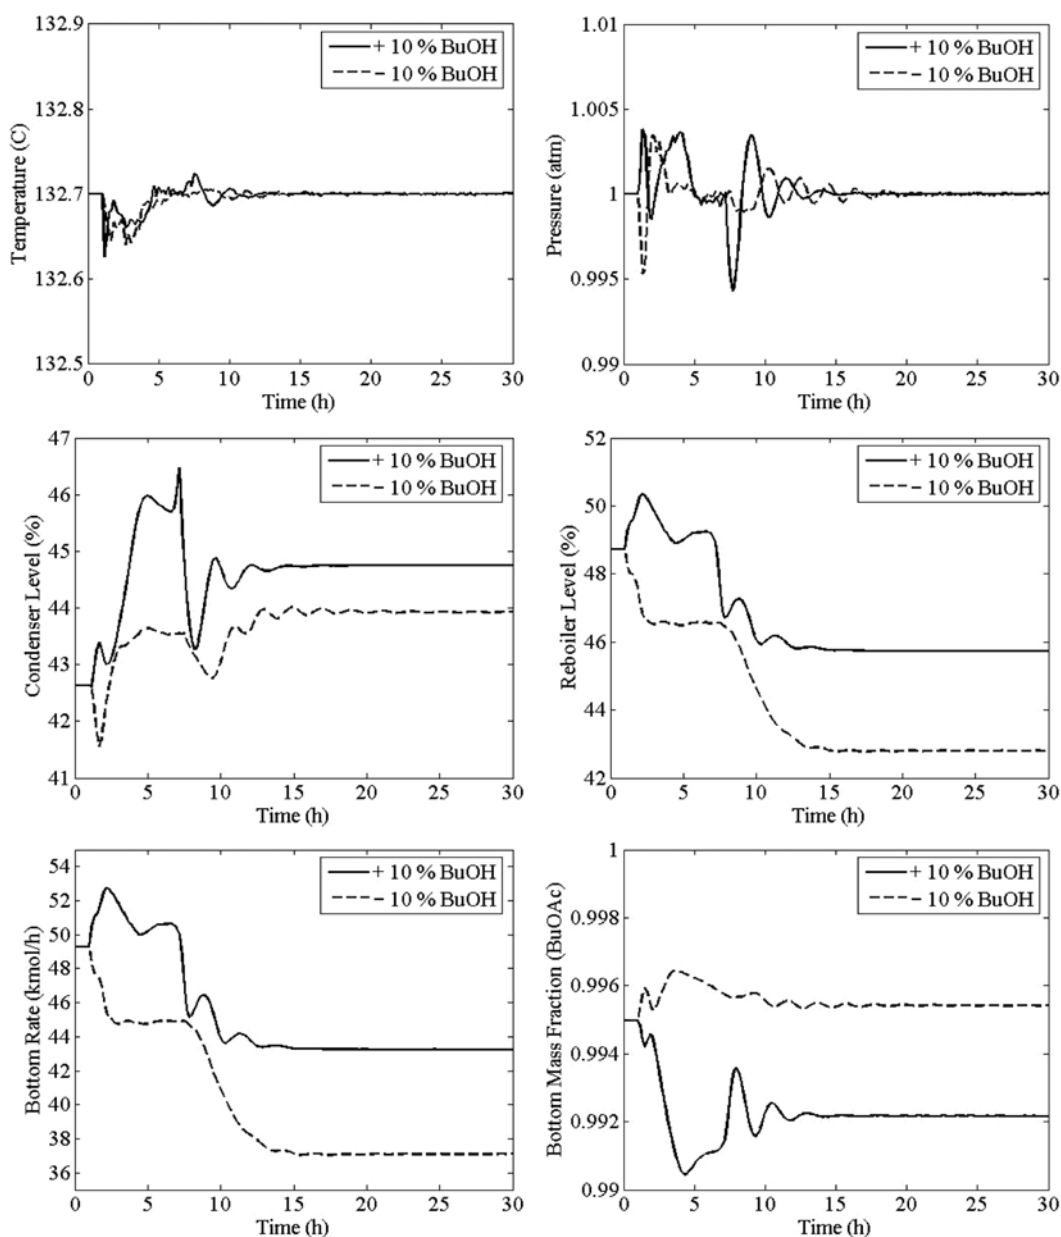 132.9
132.8
132.7
132.6
132.5
Temperature (C)
+ 10 % BuOH
– 10 % BuOH
0 5 10 15 20 25 30
Time (h)
1.01
1.005
1
0.995
0.99
Pressure (atm)
+ 10 % BuOH
– 10 % BuOH
0 5 10 15 20 25 30
Time (h)
47
46
45
44
43
42
41
Condenser Level (%)
+ 10 % BuOH
– 10 % BuOH
0 5 10 15 20 25 30
Time (h)
52
50
48
46
44
42
Reboiler Level (%)
+ 10 % BuOH
– 10 % BuOH
0 5 10 15 20 25 30
Time (h)
54
52
50
49
48
46
44
42
40
39
38
36
Bottom Rate (kmol/h)
+ 10 % BuOH
– 10 % BuOH
0 5 10 15 20 25 30
Time (h)
1
0.998
0.996
0.994
0.992
0.99
Bottom Mass Fraction (BuOAc)
+ 10 % BuOH
– 10 % BuOH
0 5 10 15 20 25 30
Time (h)